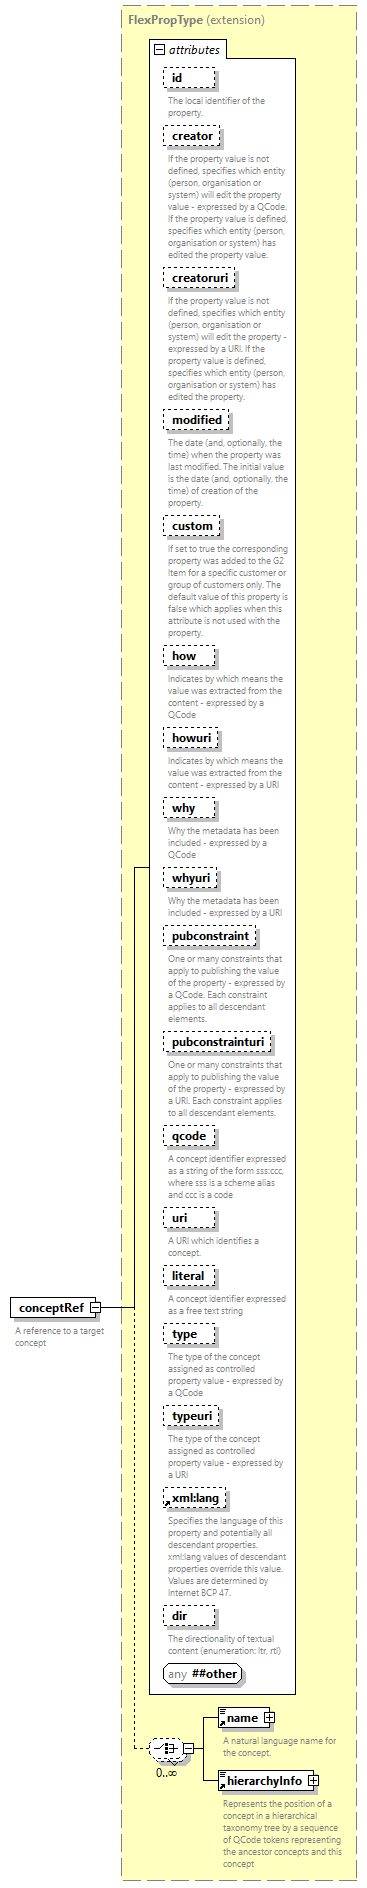 FlexPropType (extension)
attributes
id
The local identifier of the
property.
creator
If the property value is not
defined, specifies which entity
(person, organisation or
system) will edit the property
value - expressed by a QCode.
If the property value is defined,
specifies which entity (person,
organisation or system) has
edited the property value.
creatoruri
If the property value is not
defined, specifies which entity
(person, organisation or
system) will edit the property -
expressed by a URI. If the
property value is defined,
specifies which entity (person,
organisation or system) has
edited the property.
modified
The date (and, optionally, the
time) when the property was
last modified. The initial value
is the date (and, optionally, the
time) of creation of the
property.
custom
If set to true the corresponding
property was added to the G2
Item for a specific customer or
group of customers only. The
default value of this property is
false which applies when this
attribute is not used with the
property.
how
Indicates by which means the
value was extracted from the
content - expressed by a
QCode
howuri
Indicates by which means the
value was extracted from the
content - expressed by a URI
why
Why the metadata has been
included - expressed by a
QCode
whyuri
Why the metadata has been
included - expressed by a URI
pubconstraint
One or many constraints that
apply to publishing the value
of the property - expressed by
a QCode. Each constraint
applies to all descendant
elements.
pubconstrainturi
One or many constraints that
apply to publishing the value
of the property - expressed by
a URI. Each constraint applies
to all descendant elements.
qcode
A concept identifier expressed
as a string of the form sss:ccc,
where sss is a scheme alias
and ccc is a code
uri
A URI which identifies a
concept.
literal
A concept identifier expressed
as a free text string
conceptRef
A reference to a target
concept
type
The type of the concept
assigned as controlled
property value - expressed by
a QCode
typeuri
The type of the concept
assigned as controlled
property value - expressed by
a URI
xml:lang
Specifies the language of this
property and potentially all
descendant properties.
xml:lang values of descendant
properties override this value.
Values are determined by
Internet BCP 47.
dir
The directionality of textual
content (enumeration: ltr, rtl)
any ##other
name
A natural language name for
the concept.
0..∞
hierarchyInfo
Represents the position of a
concept in a hierarchical
taxonomy tree by a sequence
of QCode tokens representing
the ancestor concepts and this
concept